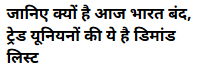 जानिए क्यों है आज भारत बंद,
ट्रेड यूनियनों की ये है डिमांड
लिस्ट